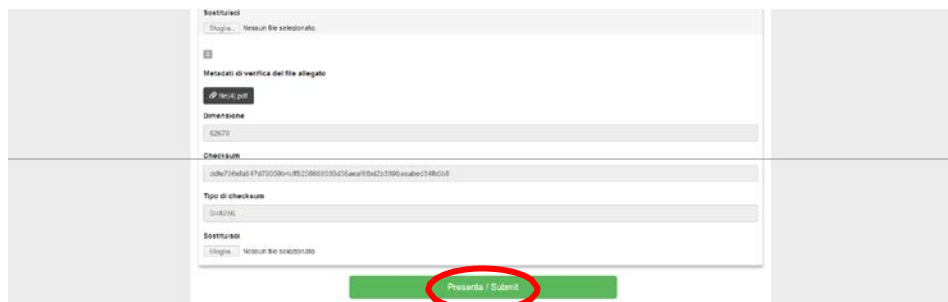 Sostituisci
Sfoglia... Nessun file selezionato.
Metadati di verifica del file allegato
file(4).pdf
Dimensione
62670
Checksum
Tipo di checksum
SHA256
Sostituisci
Sfoglia... Nessun file selezionato.
Presenta / Submit